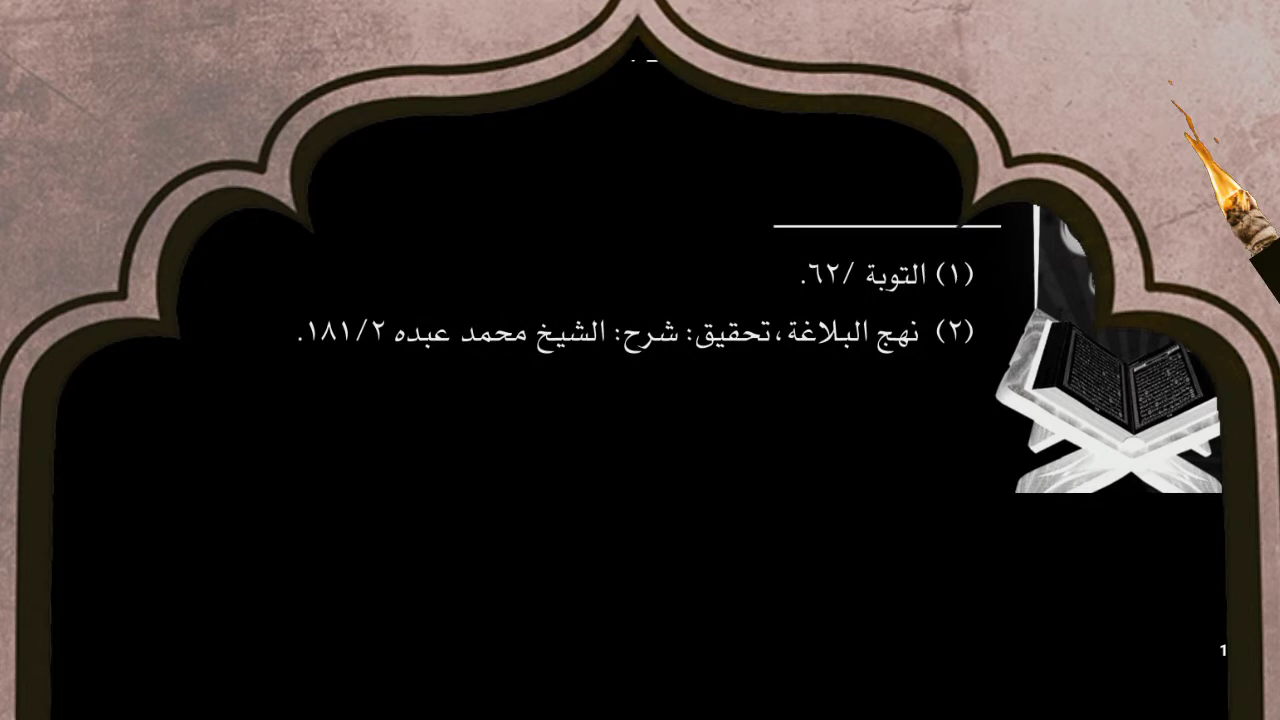 (١) التوبة /٦٢.
(٢) نهج البلاغة، تحقيق: شرح: الشيخ محمد عبده ١٨١/٢.
1